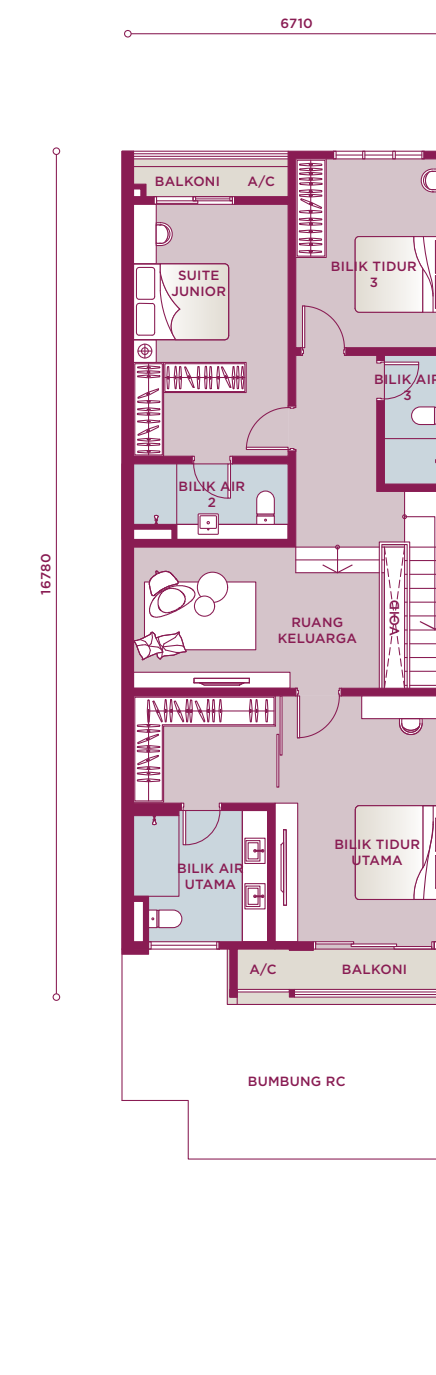 6710
BALKONI
A/C
SUITE
JUNIOR
BILIK TIDUR
3
BILIK AIR
3
BILIK AIR
2
16780
RUANG
KELUARGA
VOID
BILIK TIDUR
UTAMA
BILIK AIR
UTAMA
A/C
BALKONI
BUMBUNG RC